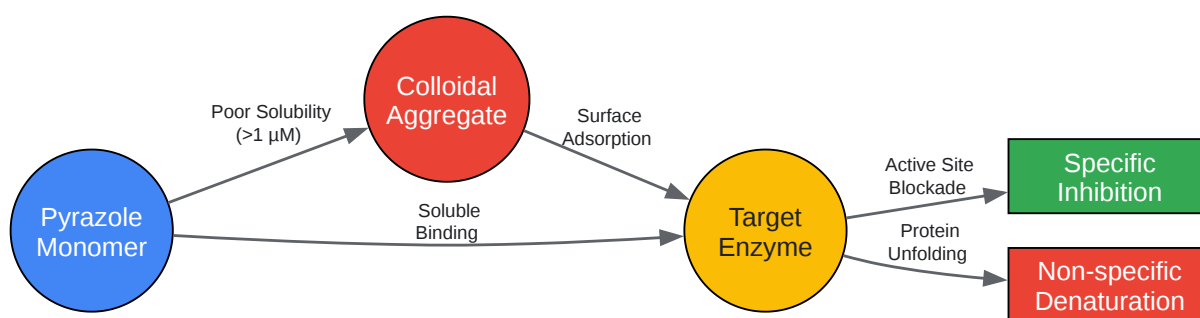 Pyrazole
Monomer
Poor Solubility
(>1 µM)
Colloidal
Aggregate
Surface
Adsorption
Soluble
Binding
Target
Enzyme
Active Site
Blockade
Specific
Inhibition
Protein
Unfolding
Non-specific
Denaturation